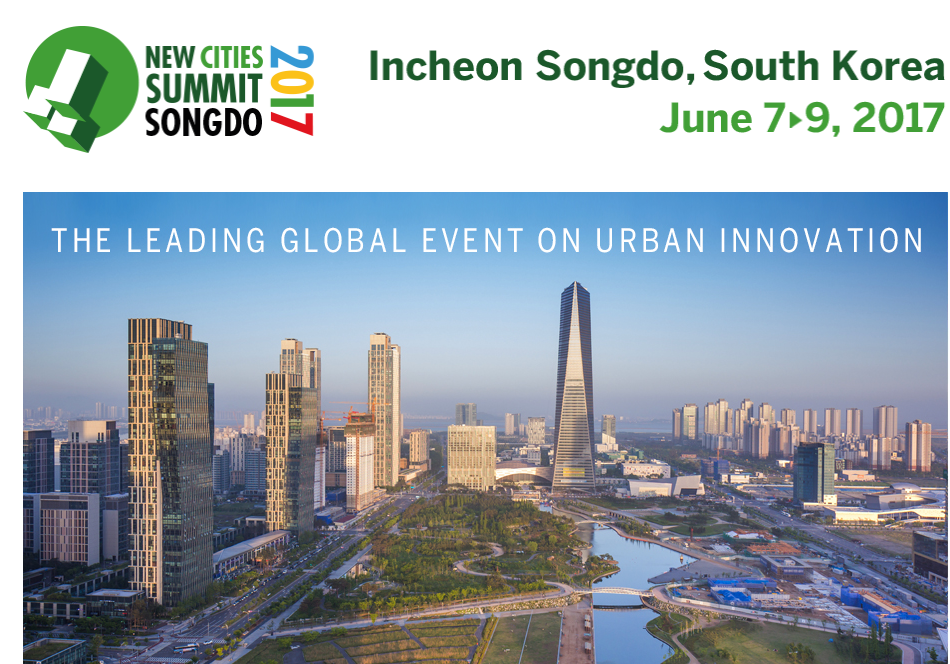 NEW CITIES
SUMMIT
SONGDO
2017
Incheon Songdo, South Korea
June 7▸9, 2017
THE LEADING GLOBAL EVENT ON URBAN INNOVATION